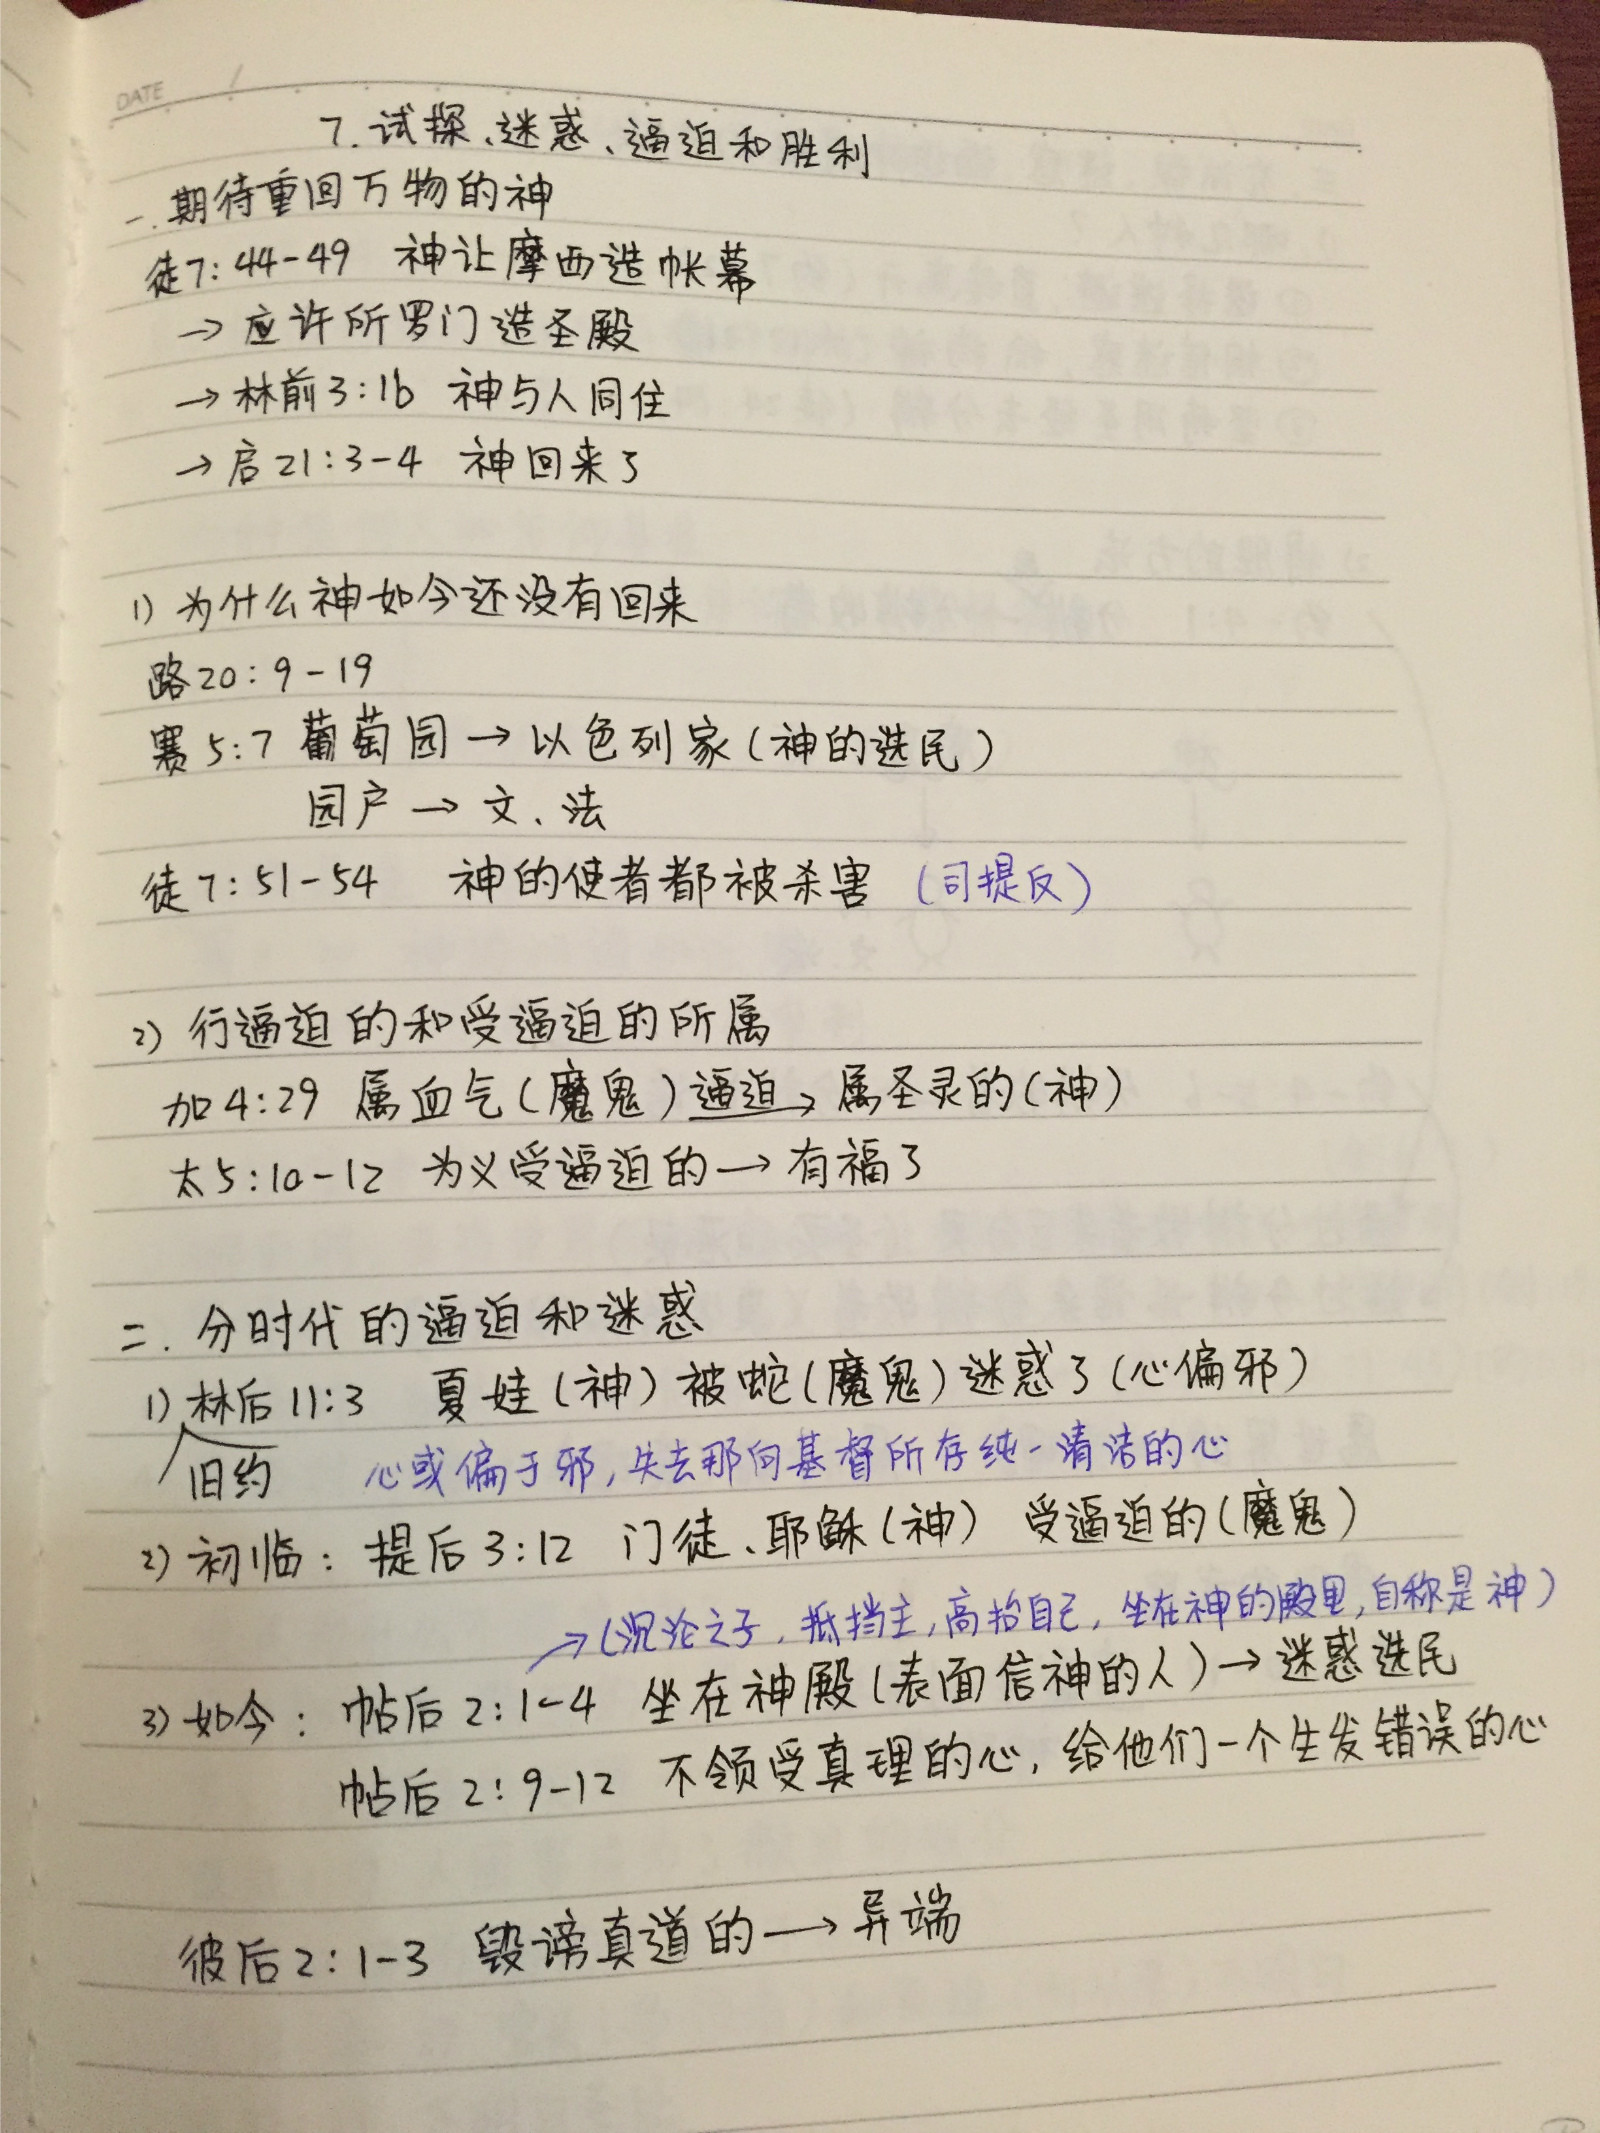 DATE
7. 试探、迷惑、逼迫和胜利
一. 期待重回万物的神
徒7:44-49 神让摩西造帐幕
→ 应许所罗门造圣殿
→ 林前3:16 神与人同住
→ 启21:3-4 神回来了
1) 为什么神如今还没有回来
路20:9-19
赛5:7 葡萄园→以色列家(神的选民)
园户→文、法
徒7:51-54 神的使者都被杀害 (司提反)
2) 行逼迫的和受逼迫的所属
加4:29 属血气(魔鬼)逼迫→属圣灵的(神)
太5:10-12 为义受逼迫的→有福了
二. 分时代的逼迫和迷惑
1) 林后11:3 夏娃(神)被蛇(魔鬼)迷惑了(心偏邪)
旧约 心或偏于邪,失去那向基督所存纯一清洁的心
2) 初临: 提后3:12 门徒、耶稣(神) 受逼迫的(魔鬼)
→(沉沦之子,抵挡主,高抬自己,坐在神的殿里,自称是神)
3) 如今: 帖后2:1-4 坐在神殿(表面信神的人)→迷惑选民
帖后2:9-12 不领受真理的心,给他们一个生发错误的心
彼后2:1-3 毁谤真道的→异端